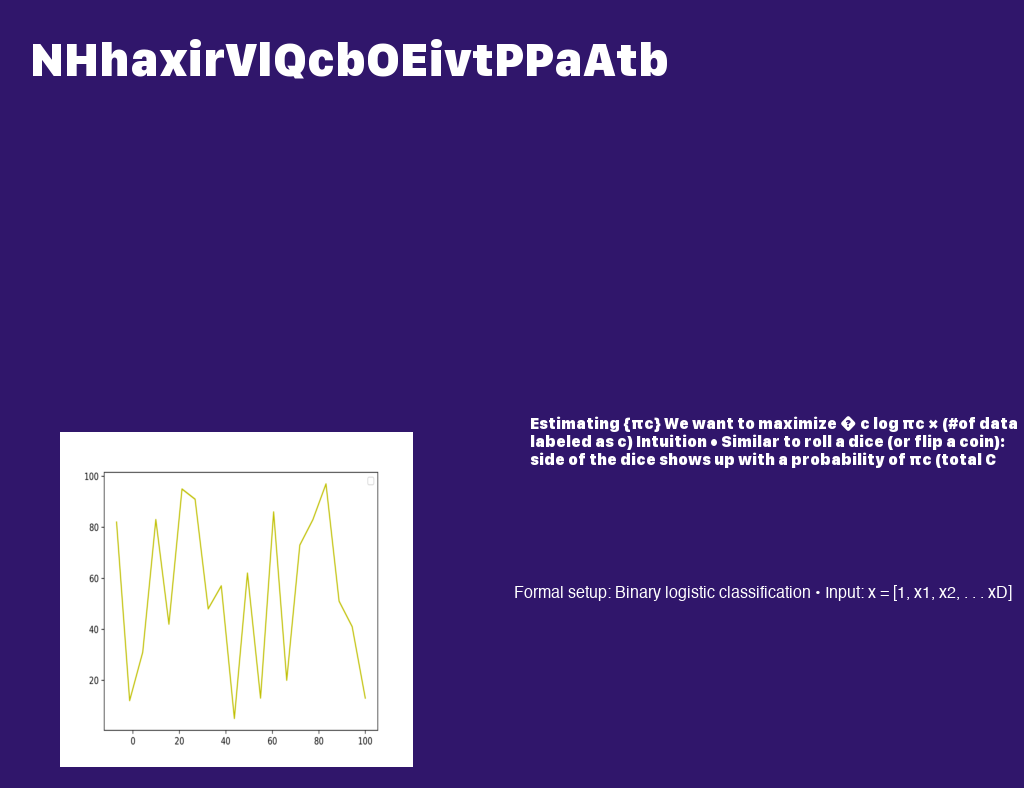 NHhaxirVlQcbOEivtPPaAtb
Estimating {πc} We want to maximize � c log πc × (#of data
labeled as c) Intuition • Similar to roll a dice (or flip a coin):
side of the dice shows up with a probability of πc (total C
100
80
60
40
20
0 20 40 60 80 100
Formal setup: Binary logistic classification • Input: x = [1, x1, x2, . . . xD]